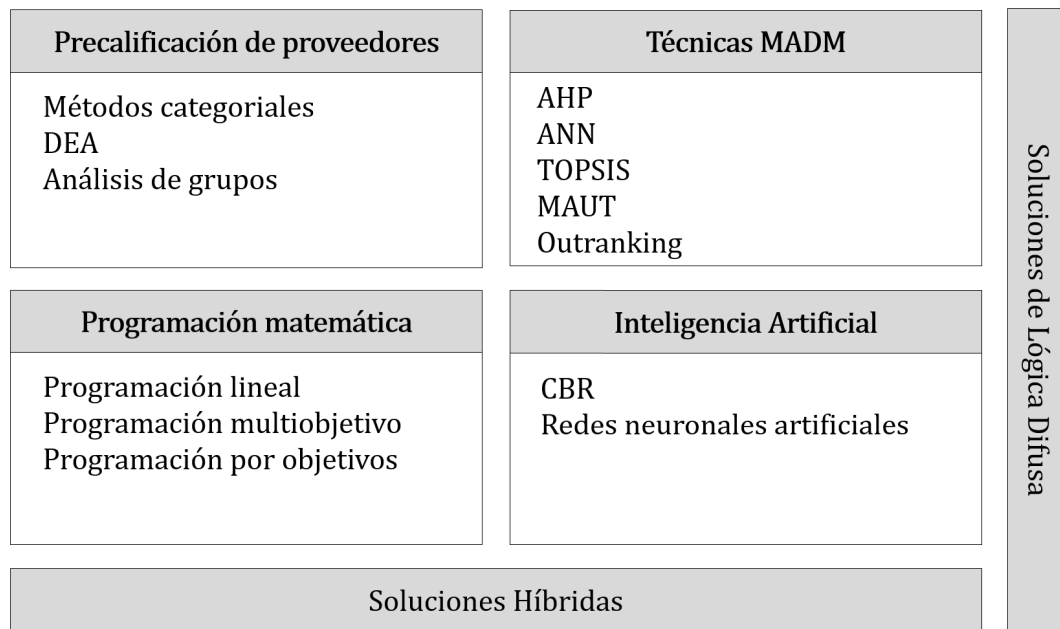 Precalificación de proveedores
Métodos categoriales
DEA
Análisis de grupos
Técnicas MADM
AHP
ANN
TOPSIS
MAUT
Outranking
Programación matemática
Programación lineal
Programación multiobjetivo
Programación por objetivos
Inteligencia Artificial
CBR
Redes neuronales artificiales
Soluciones Híbridas
Soluciones de Lógica Difusa